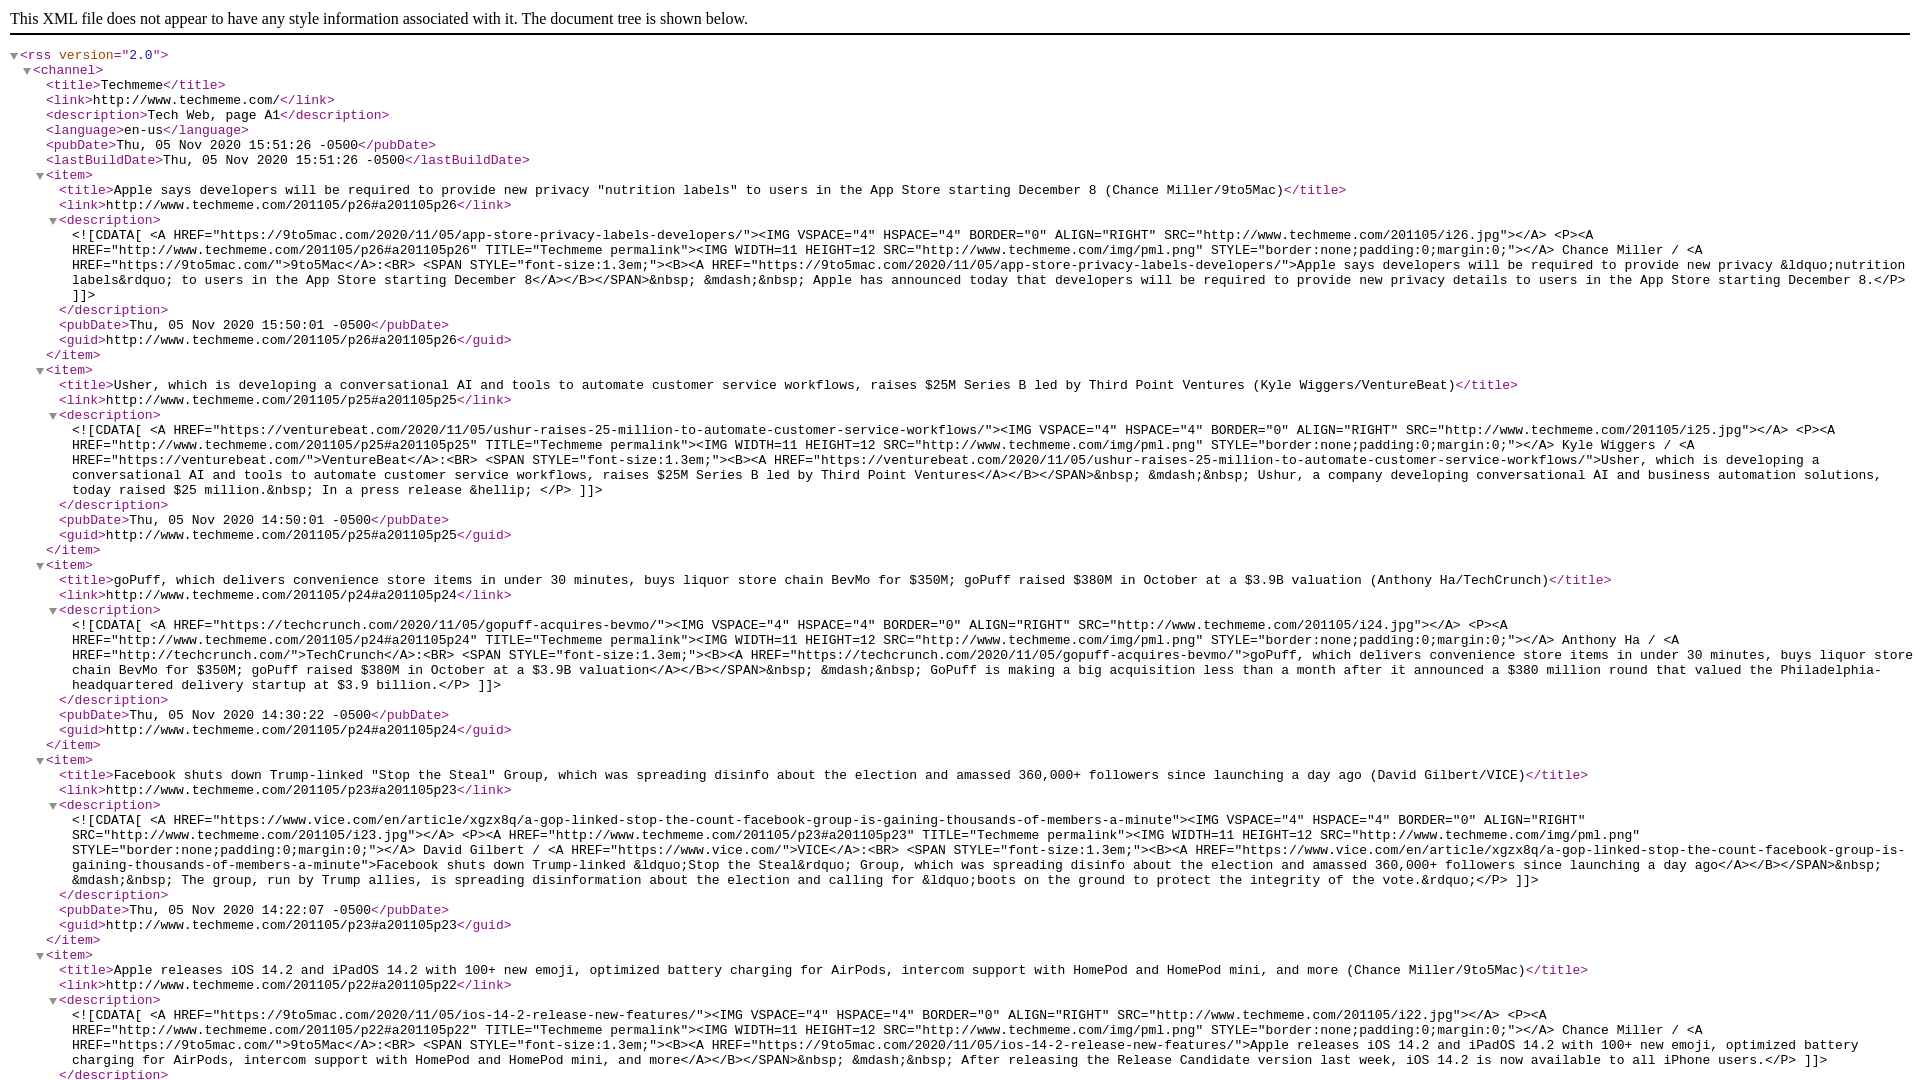 This XML file does not appear to have any style information associated with it. The document tree is shown below.
<rss version="2.0">
<channel>
<title>Techmeme</title>
<link>http://www.techmeme.com/</link>
<description>Tech Web, page A1</description>
<language>en-us</language>
<pubDate>Thu, 05 Nov 2020 15:51:26 -0500</pubDate>
<lastBuildDate>Thu, 05 Nov 2020 15:51:26 -0500</lastBuildDate>
<item>
<title>Apple says developers will be required to provide new privacy "nutrition labels" to users in the App Store starting December 8 (Chance Miller/9to5Mac)</title>
<link>http://www.techmeme.com/201105/p26#a201105p26</link>
<description>
<![CDATA[ <A HREF="https://9to5mac.com/2020/11/05/app-store-privacy-labels-developers/"><IMG VSPACE="4" HSPACE="4" BORDER="0" ALIGN="RIGHT" SRC="http://www.techmeme.com/201105/i26.jpg"></A> <P><A
HREF="http://www.techmeme.com/201105/p26#a201105p26" TITLE="Techmeme permalink"><IMG WIDTH=11 HEIGHT=12 SRC="http://www.techmeme.com/img/pml.png" STYLE="border:none;padding:0;margin:0;"></A> Chance Miller / <A
HREF="https://9to5mac.com/">9to5Mac</A>:<BR> <SPAN STYLE="font-size:1.3em;"><B><A HREF="https://9to5mac.com/2020/11/05/app-store-privacy-labels-developers/">Apple says developers will be required to provide new privacy &ldquo;nutrition
labels&rdquo; to users in the App Store starting December 8</A></B></SPAN>&nbsp; &mdash;&nbsp; Apple has announced today that developers will be required to provide new privacy details to users in the App Store starting December 8.</P>
]]>
</description>
<pubDate>Thu, 05 Nov 2020 15:50:01 -0500</pubDate>
<guid>http://www.techmeme.com/201105/p26#a201105p26</guid>
</item>
<item>
<title>Usher, which is developing a conversational AI and tools to automate customer service workflows, raises $25M Series B led by Third Point Ventures (Kyle Wiggers/VentureBeat)</title>
<link>http://www.techmeme.com/201105/p25#a201105p25</link>
<description>
<![CDATA[ <A HREF="https://venturebeat.com/2020/11/05/ushur-raises-25-million-to-automate-customer-service-workflows/"><IMG VSPACE="4" HSPACE="4" BORDER="0" ALIGN="RIGHT" SRC="http://www.techmeme.com/201105/i25.jpg"></A> <P><A
HREF="http://www.techmeme.com/201105/p25#a201105p25" TITLE="Techmeme permalink"><IMG WIDTH=11 HEIGHT=12 SRC="http://www.techmeme.com/img/pml.png" STYLE="border:none;padding:0;margin:0;"></A> Kyle Wiggers / <A
HREF="https://venturebeat.com/">VentureBeat</A>:<BR> <SPAN STYLE="font-size:1.3em;"><B><A HREF="https://venturebeat.com/2020/11/05/ushur-raises-25-million-to-automate-customer-service-workflows/">Usher, which is developing a
conversational AI and tools to automate customer service workflows, raises $25M Series B led by Third Point Ventures</A></B></SPAN>&nbsp; &mdash;&nbsp; Ushur, a company developing conversational AI and business automation solutions,
today raised $25 million.&nbsp; In a press release &hellip; </P> ]]>
</description>
<pubDate>Thu, 05 Nov 2020 14:50:01 -0500</pubDate>
<guid>http://www.techmeme.com/201105/p25#a201105p25</guid>
</item>
<item>
<title>goPuff, which delivers convenience store items in under 30 minutes, buys liquor store chain BevMo for $350M; goPuff raised $380M in October at a $3.9B valuation (Anthony Ha/TechCrunch)</title>
<link>http://www.techmeme.com/201105/p24#a201105p24</link>
<description>
<![CDATA[ <A HREF="https://techcrunch.com/2020/11/05/gopuff-acquires-bevmo/"><IMG VSPACE="4" HSPACE="4" BORDER="0" ALIGN="RIGHT" SRC="http://www.techmeme.com/201105/i24.jpg"></A> <P><A
HREF="http://www.techmeme.com/201105/p24#a201105p24" TITLE="Techmeme permalink"><IMG WIDTH=11 HEIGHT=12 SRC="http://www.techmeme.com/img/pml.png" STYLE="border:none;padding:0;margin:0;"></A> Anthony Ha / <A
HREF="http://techcrunch.com/">TechCrunch</A>:<BR> <SPAN STYLE="font-size:1.3em;"><B><A HREF="https://techcrunch.com/2020/11/05/gopuff-acquires-bevmo/">goPuff, which delivers convenience store items in under 30 minutes, buys liquor store
chain BevMo for $350M; goPuff raised $380M in October at a $3.9B valuation</A></B></SPAN>&nbsp; &mdash;&nbsp; GoPuff is making a big acquisition less than a month after it announced a $380 million round that valued the Philadelphia-
headquartered delivery startup at $3.9 billion.</P> ]]>
</description>
<pubDate>Thu, 05 Nov 2020 14:30:22 -0500</pubDate>
<guid>http://www.techmeme.com/201105/p24#a201105p24</guid>
</item>
<item>
<title>Facebook shuts down Trump-linked "Stop the Steal" Group, which was spreading disinfo about the election and amassed 360,000+ followers since launching a day ago (David Gilbert/VICE)</title>
<link>http://www.techmeme.com/201105/p23#a201105p23</link>
<description>
<![CDATA[ <A HREF="https://www.vice.com/en/article/xgzx8q/a-gop-linked-stop-the-count-facebook-group-is-gaining-thousands-of-members-a-minute"><IMG VSPACE="4" HSPACE="4" BORDER="0" ALIGN="RIGHT"
SRC="http://www.techmeme.com/201105/i23.jpg"></A> <P><A HREF="http://www.techmeme.com/201105/p23#a201105p23" TITLE="Techmeme permalink"><IMG WIDTH=11 HEIGHT=12 SRC="http://www.techmeme.com/img/pml.png"
STYLE="border:none;padding:0;margin:0;"></A> David Gilbert / <A HREF="https://www.vice.com/">VICE</A>:<BR> <SPAN STYLE="font-size:1.3em;"><B><A HREF="https://www.vice.com/en/article/xgzx8q/a-gop-linked-stop-the-count-facebook-group-is-
gaining-thousands-of-members-a-minute">Facebook shuts down Trump-linked &ldquo;Stop the Steal&rdquo; Group, which was spreading disinfo about the election and amassed 360,000+ followers since launching a day ago</A></B></SPAN>&nbsp;
&mdash;&nbsp; The group, run by Trump allies, is spreading disinformation about the election and calling for &ldquo;boots on the ground to protect the integrity of the vote.&rdquo;</P> ]]>
</description>
<pubDate>Thu, 05 Nov 2020 14:22:07 -0500</pubDate>
<guid>http://www.techmeme.com/201105/p23#a201105p23</guid>
</item>
<item>
<title>Apple releases iOS 14.2 and iPadOS 14.2 with 100+ new emoji, optimized battery charging for AirPods, intercom support with HomePod and HomePod mini, and more (Chance Miller/9to5Mac)</title>
<link>http://www.techmeme.com/201105/p22#a201105p22</link>
<description>
<![CDATA[ <A HREF="https://9to5mac.com/2020/11/05/ios-14-2-release-new-features/"><IMG VSPACE="4" HSPACE="4" BORDER="0" ALIGN="RIGHT" SRC="http://www.techmeme.com/201105/i22.jpg"></A> <P><A
HREF="http://www.techmeme.com/201105/p22#a201105p22" TITLE="Techmeme permalink"><IMG WIDTH=11 HEIGHT=12 SRC="http://www.techmeme.com/img/pml.png" STYLE="border:none;padding:0;margin:0;"></A> Chance Miller / <A
HREF="https://9to5mac.com/">9to5Mac</A>:<BR> <SPAN STYLE="font-size:1.3em;"><B><A HREF="https://9to5mac.com/2020/11/05/ios-14-2-release-new-features/">Apple releases iOS 14.2 and iPadOS 14.2 with 100+ new emoji, optimized battery
charging for AirPods, intercom support with HomePod and HomePod mini, and more</A></B></SPAN>&nbsp; &mdash;&nbsp; After releasing the Release Candidate version last week, iOS 14.2 is now available to all iPhone users.</P> ]]>
</description>